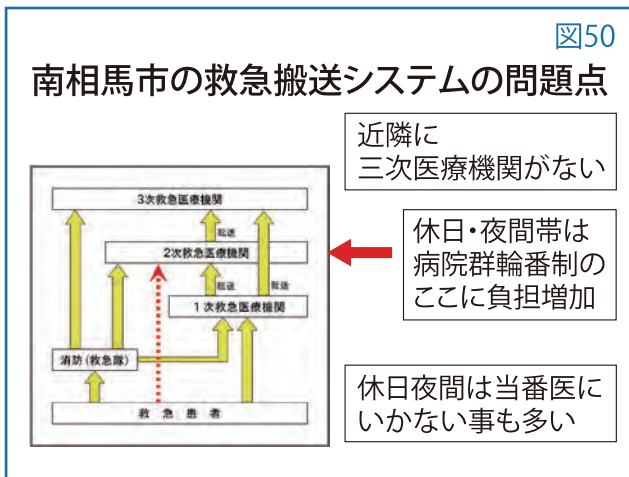 図50
南相馬市の救急搬送システムの問題点
近隣に
三次医療機関がない
3次救急医療機関
転送
2次救急医療機関
転送
転送
1次救急医療機関
消防(救急隊)
救急患者
休日・夜間帯は
病院群輪番制の
ここに負担増加
休日夜間は当番医に
いかない事も多い